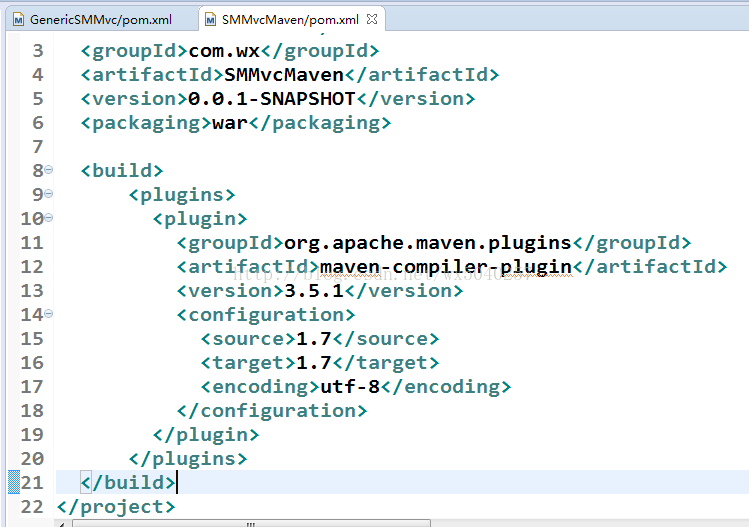 GenericSMMvc/pom.xml
SMMvcMaven/pom.xml
3 <groupId>com.wx</groupId>
4 <artifactId>SMMvcMaven</artifactId>
5 <version>0.0.1-SNAPSHOT</version>
6 <packaging>war</packaging>
7
8 <build>
9 <plugins>
10 <plugin>
11 <groupId>org.apache.maven.plugins</groupId>
12 <artifactId>maven-compiler-plugin</artifactId>
13 <version>3.5.1</version>
14 <configuration>
15 <source>1.7</source>
16 <target>1.7</target>
17 <encoding>utf-8</encoding>
18 </configuration>
19 </plugin>
20 </plugins>
21 </build>
22 </project>